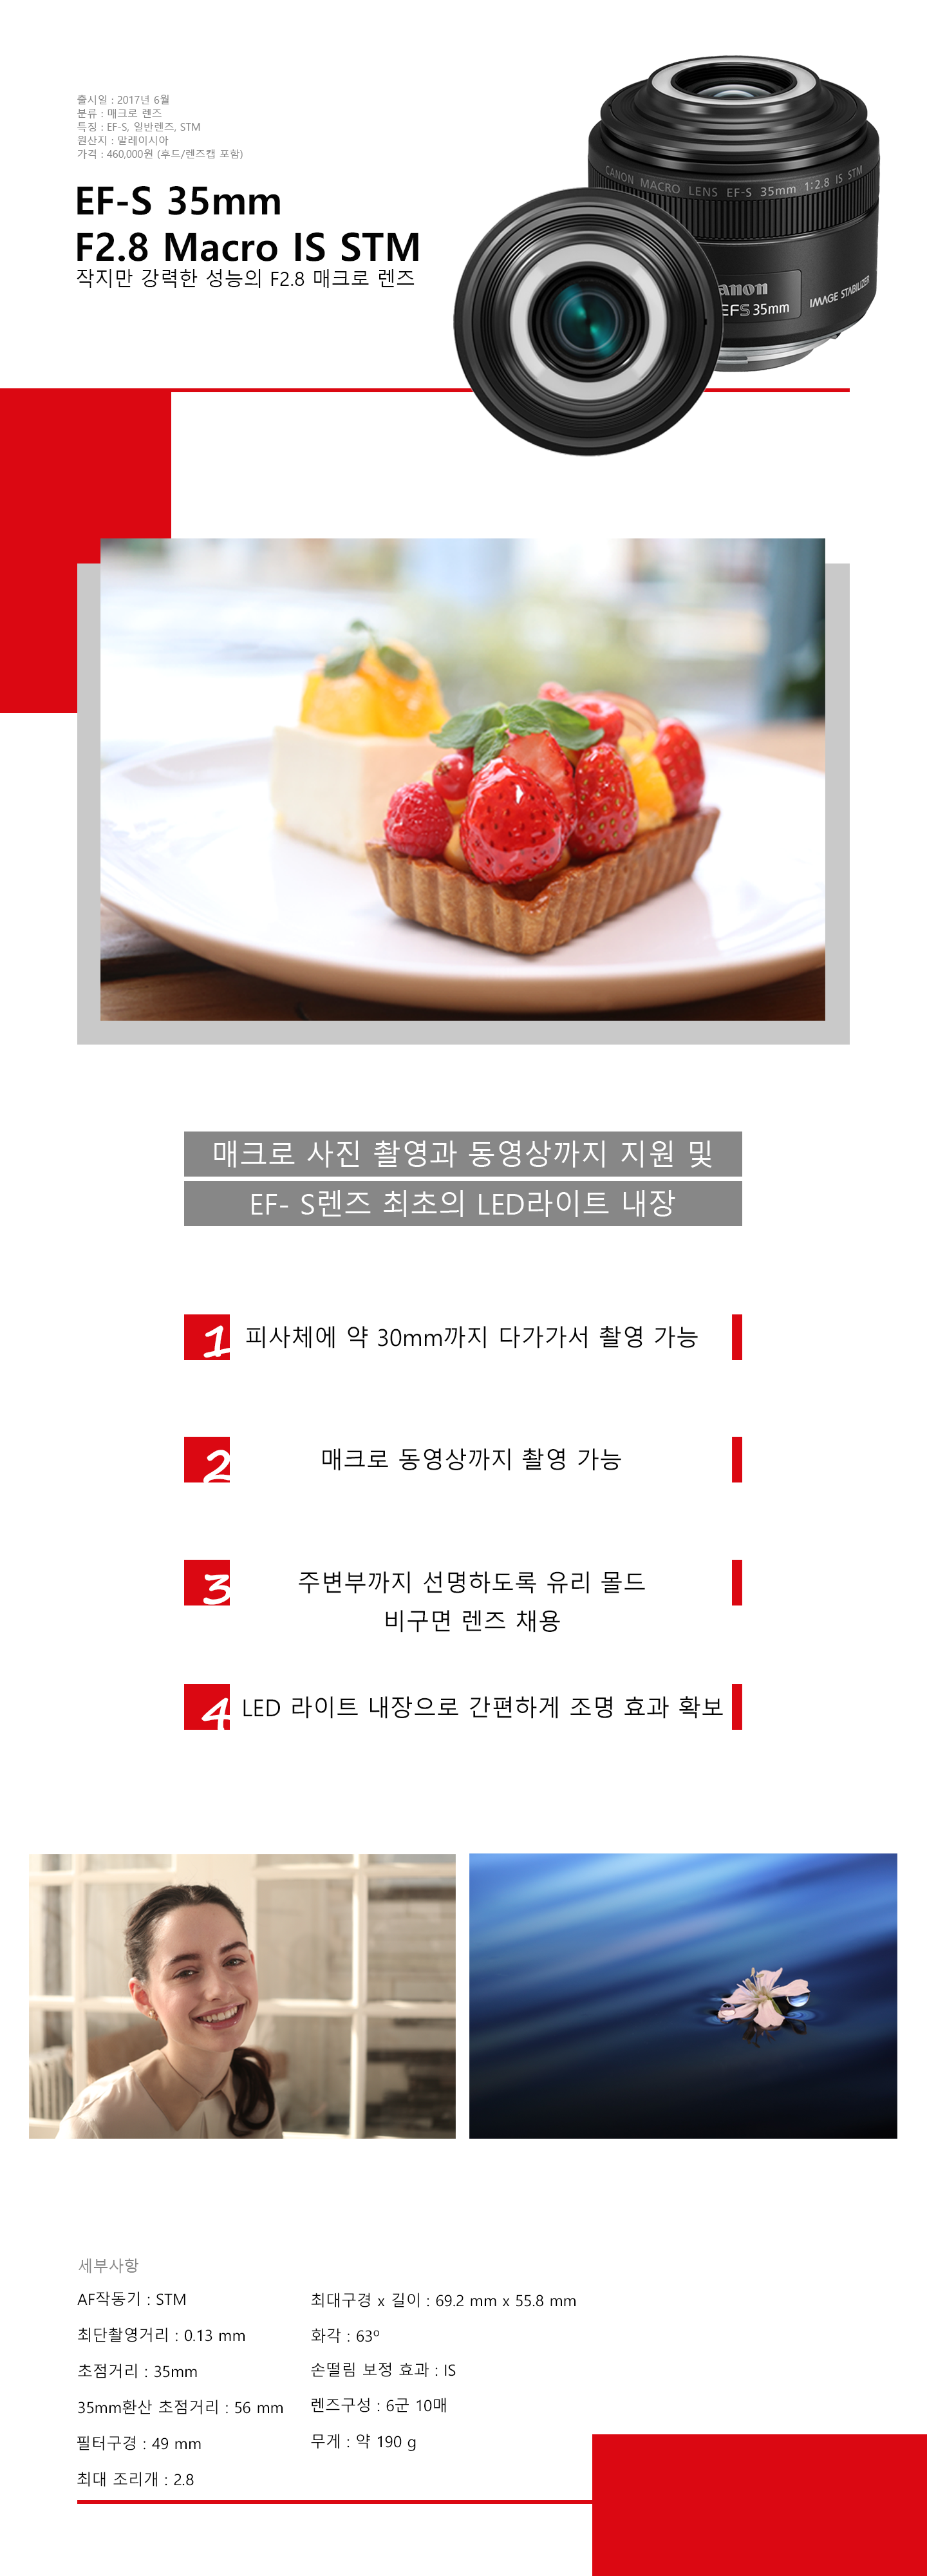 출시일 : 2017년 6월
분류 : 매크로 렌즈
특징 : EF-S, 일반렌즈, STM
원산지 : 말레이시아
가격 : 460,000원 (후드/렌즈캡 포함)
EF-S 35mm
F2.8 Macro IS STM
작지만 강력한 성능의 F2.8 매크로 렌즈
CANON MACRO LENS EF-S 35mm 1:2.8 IS STM
anon
EFS 35mm
IMAGE STABILIZER
매크로 사진 촬영과 동영상까지 지원 및
EF- S렌즈 최초의 LED라이트 내장
1 피사체에 약 30mm까지 다가가서 촬영 가능
2 매크로 동영상까지 촬영 가능
3 주변부까지 선명하도록 유리 몰드
비구면 렌즈 채용
4 LED 라이트 내장으로 간편하게 조명 효과 확보
세부사항
AF작동기 : STM
최단촬영거리 : 0.13 mm
초점거리 : 35mm
35mm환산 초점거리 : 56 mm
필터구경 : 49 mm
최대 조리개 : 2.8
최대구경 x 길이 : 69.2 mm x 55.8 mm
화각 : 63º
손떨림 보정 효과 : IS
렌즈구성 : 6군 10매
무게 : 약 190 g